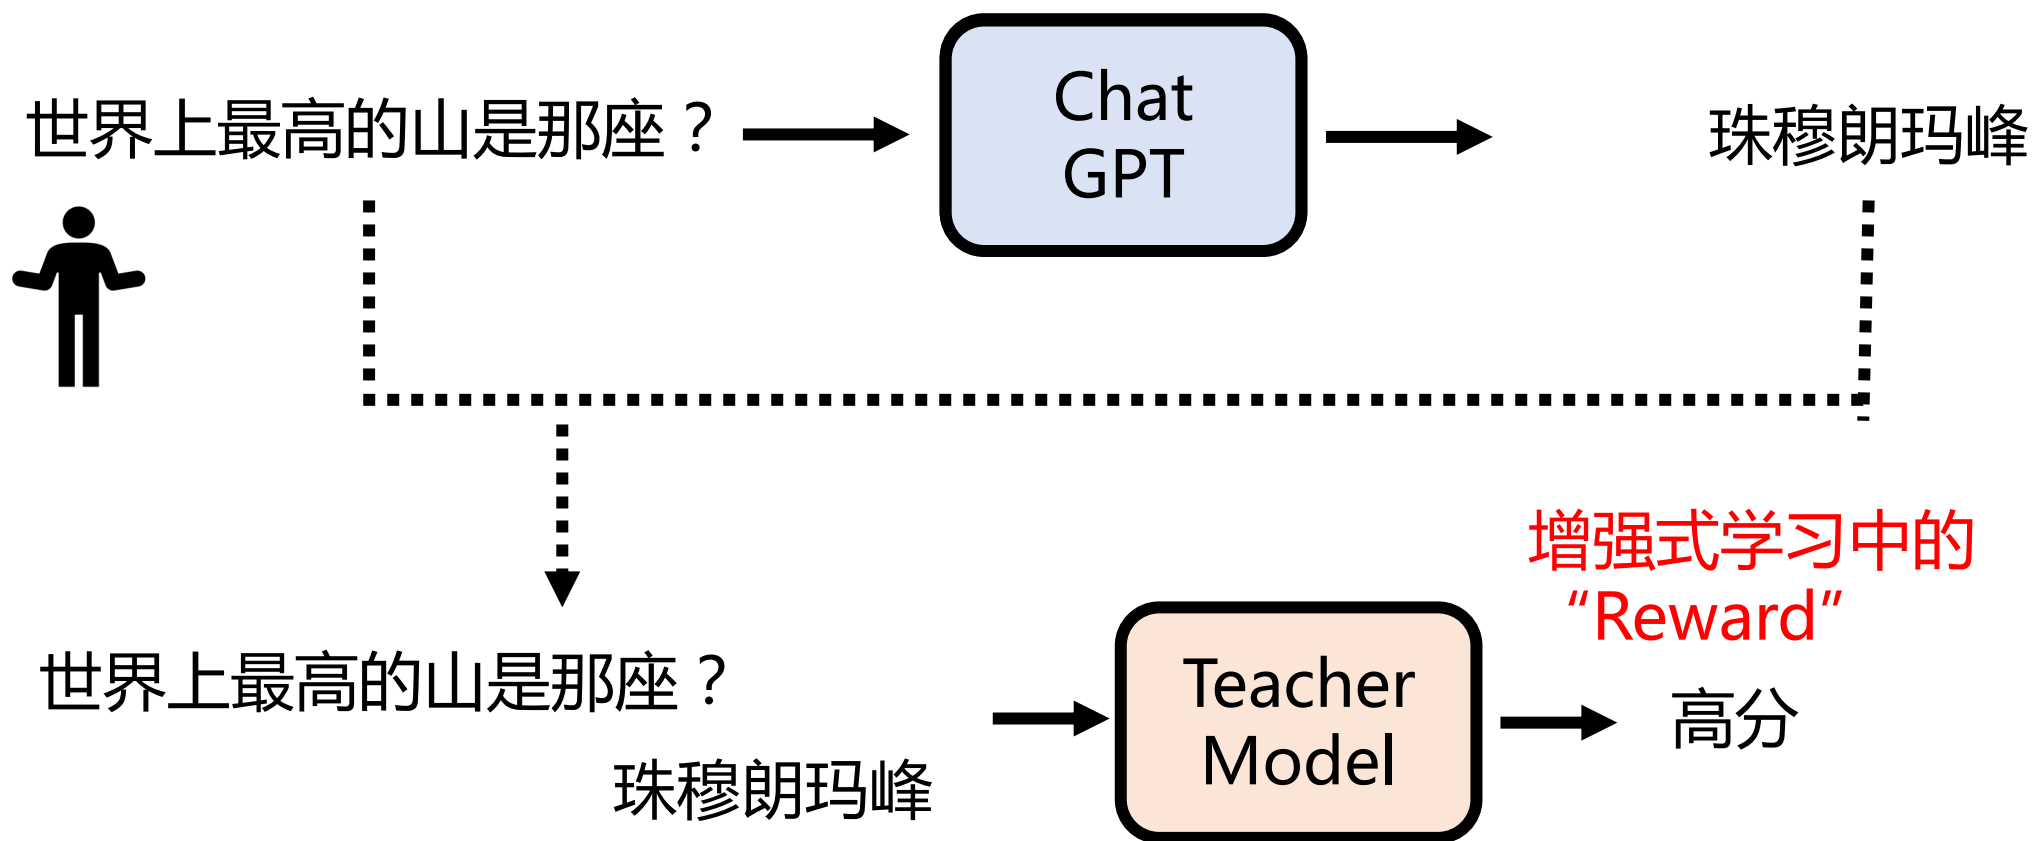 世界上最高的山是那座？
Chat
GPT
珠穆朗玛峰
增强式学习中的
“Reward”
世界上最高的山是那座？
珠穆朗玛峰
Teacher
Model
高分